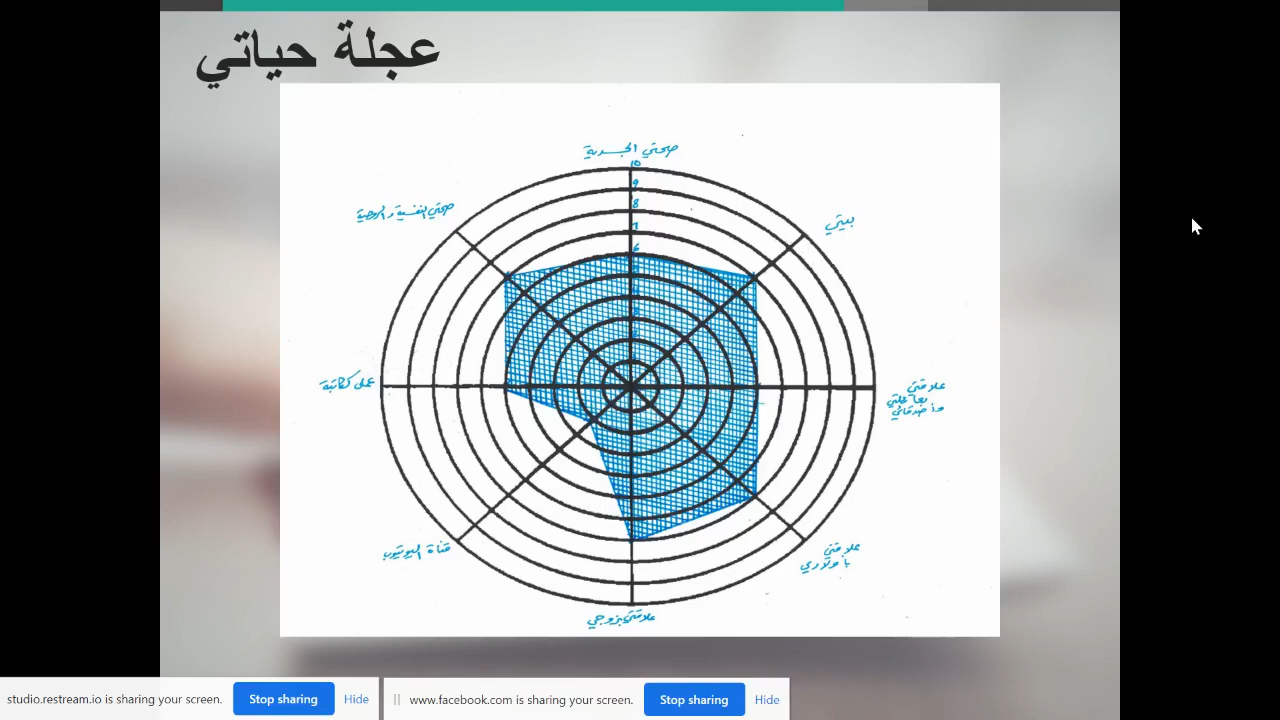 عجلة حياتي
صحتي الجسدية
10
9
8
7
6
صحتي النفسية و الروحية
بيتي
عملي ككاتبة
علاقتي
بعائلتي
و أصدقائي
قناة اليوتيوب
علاقتي
بأولادي
علاقتي بزوجي
studio.restream.io is sharing your screen. Stop sharing Hide
www.facebook.com is sharing your screen. Stop sharing Hide